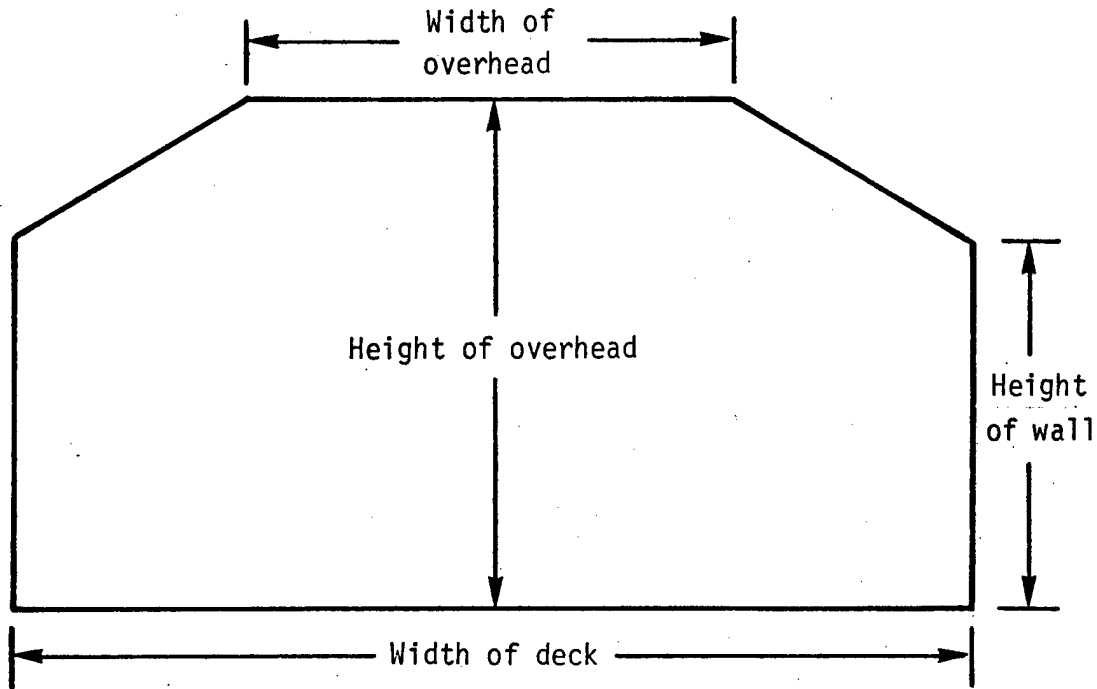 Width of
overhead
Height of overhead
Height
of wall
Width of deck